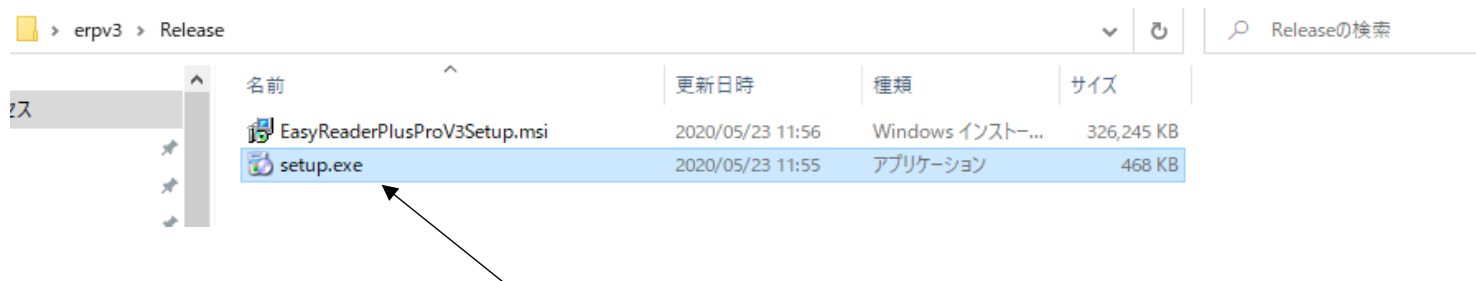 erpv3 > Release
Releaseの検索
名前 更新日時 種類 サイズ
セス
EasyReaderPlusProV3Setup.msi 2020/05/23 11:56 Windows インストー... 326,245 KB
setup.exe 2020/05/23 11:55 アプリケーション 468 KB